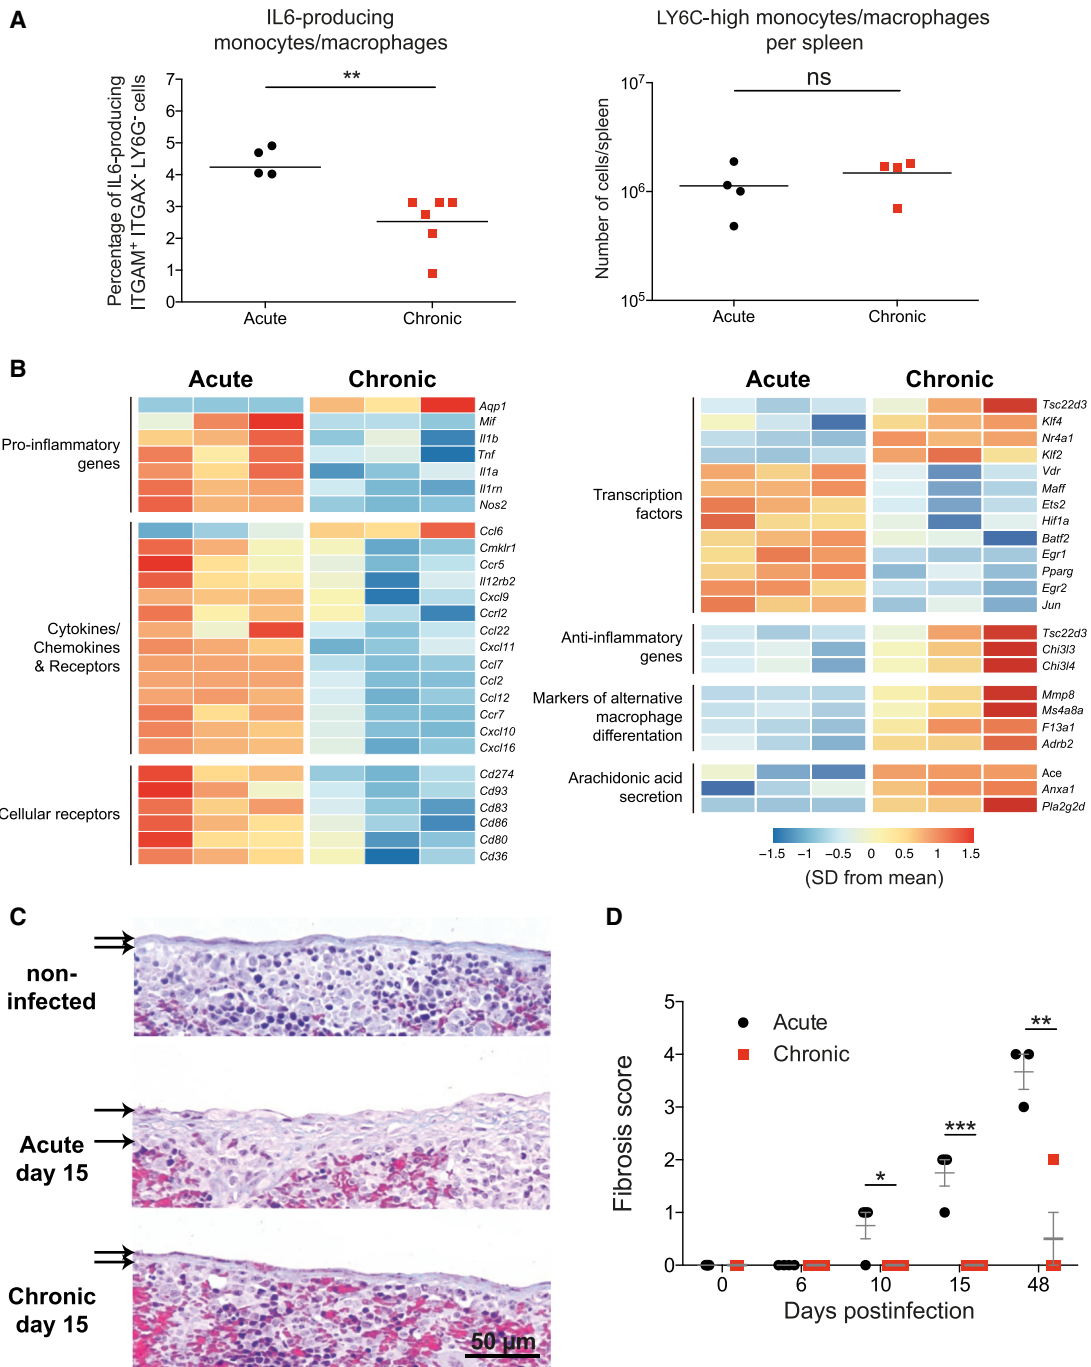 A
IL6-producing
monocytes/macrophages
Percentage of IL6-producing
ITGAM+ ITGAX- LY6G- cells
7
6
5
4
3
2
1
0
**
Acute
Chronic
LY6C-high monocytes/macrophages
per spleen
Number of cells/spleen
10^7
10^6
10^5
ns
Acute
Chronic
B
Acute
Chronic
Pro-inflammatory
genes
Aqp1
Mif
Il1b
Tnf
Il1a
Il1rn
Nos2
Cytokines/
Chemokines
& Receptors
Ccl6
Cmklr1
Ccr5
Il12rb2
Cxcl9
Ccrl2
Ccl22
Cxcl11
Ccl7
Ccl2
Ccl12
Ccr7
Cxcl10
Cxcl16
Cellular receptors
Cd274
Cd93
Cd83
Cd86
Cd80
Cd36
Acute
Chronic
Transcription
factors
Tsc22d3
Klf4
Nr4a1
Klf2
Vdr
Maff
Ets2
Hif1a
Batf2
Egr1
Pparg
Egr2
Jun
Anti-inflammatory
genes
Tsc22d3
Chi3l3
Chi3l4
Markers of alternative
macrophage
differentation
Mmp8
Ms4a8a
F13a1
Adrb2
Arachidonic acid
secretion
Ace
Anxa1
Pla2g2d
−1.5 −1 −0.5 0 0.5 1 1.5
(SD from mean)
C
non-
infected
Acute
day 15
Chronic
day 15
50 µm
D
Fibrosis score
5
4
3
2
1
0
Acute
Chronic
*
***
**
0 6 10 15 48
Days postinfection